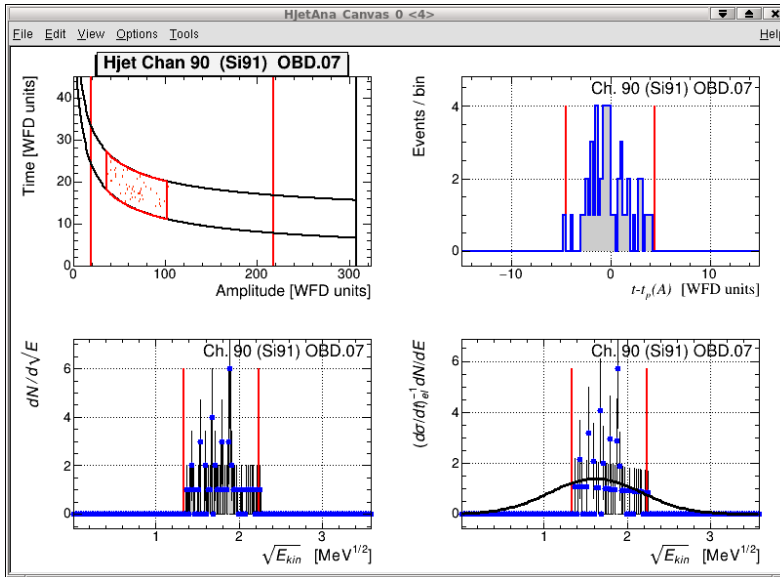 HJetAna Canvas 0 <4>
File Edit View Options Tools Help
Hjet Chan 90 (Si91) OBD.07
Time [WFD units]
40
30
20
10
0
0 100 200 300
Amplitude [WFD units]
Ch. 90 (Si91) OBD.07
Events / bin
4
2
0
−10 0 10
t-tp(A) [WFD units]
Ch. 90 (Si91) OBD.07
dN/d√E
6
4
2
0
0 1 2 3
√Ekin [MeV1/2]
Ch. 90 (Si91) OBD.07
(dσ/dt)−1el dN/dE
6
4
2
0
1 2 3
√Ekin [MeV1/2]